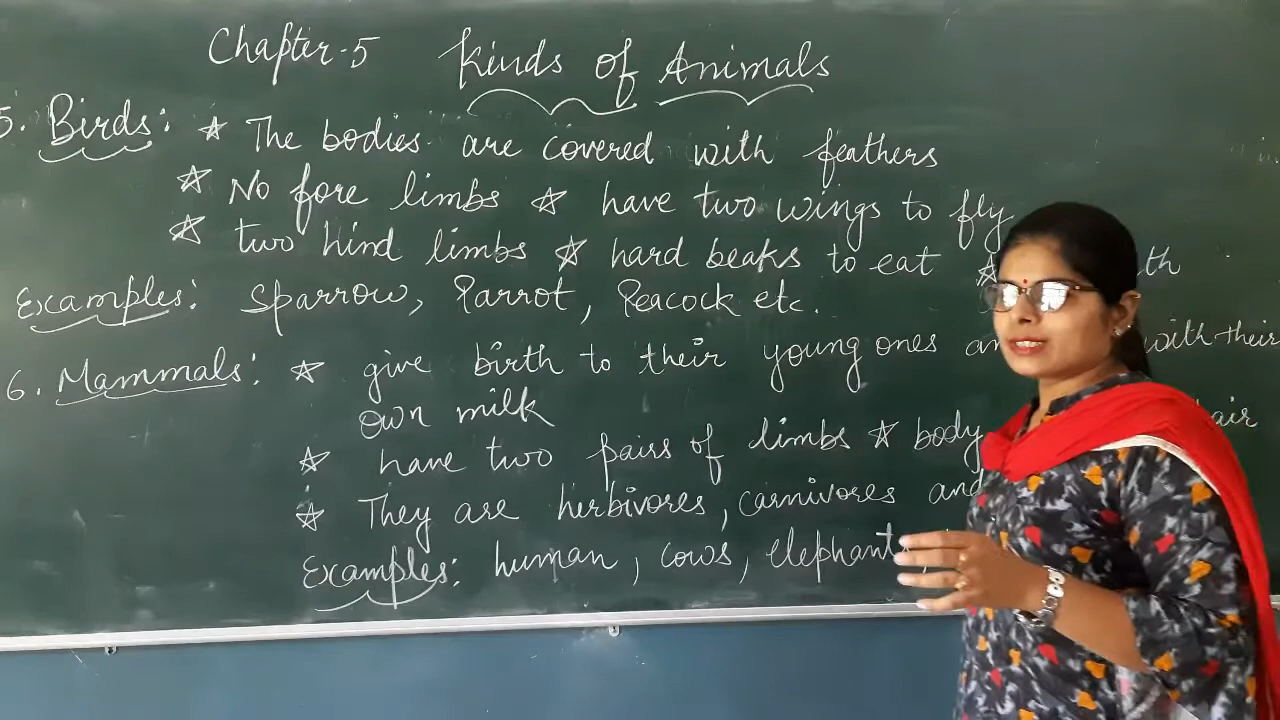 Chapter-5 Kinds of Animals
5. Birds: ☆ The bodies are covered with feathers
☆ No fore limbs ☆ have two wings to fly
☆ two hind limbs ☆ hard beaks to eat ☆
Examples: Sparrow, Parrot, Peacock etc.
6. Mammals: ☆ give birth to their young ones with their
own milk
☆ have two pairs of limbs ☆ body
☆ They are herbivores, carnivores and
Examples: human, cows, elephants